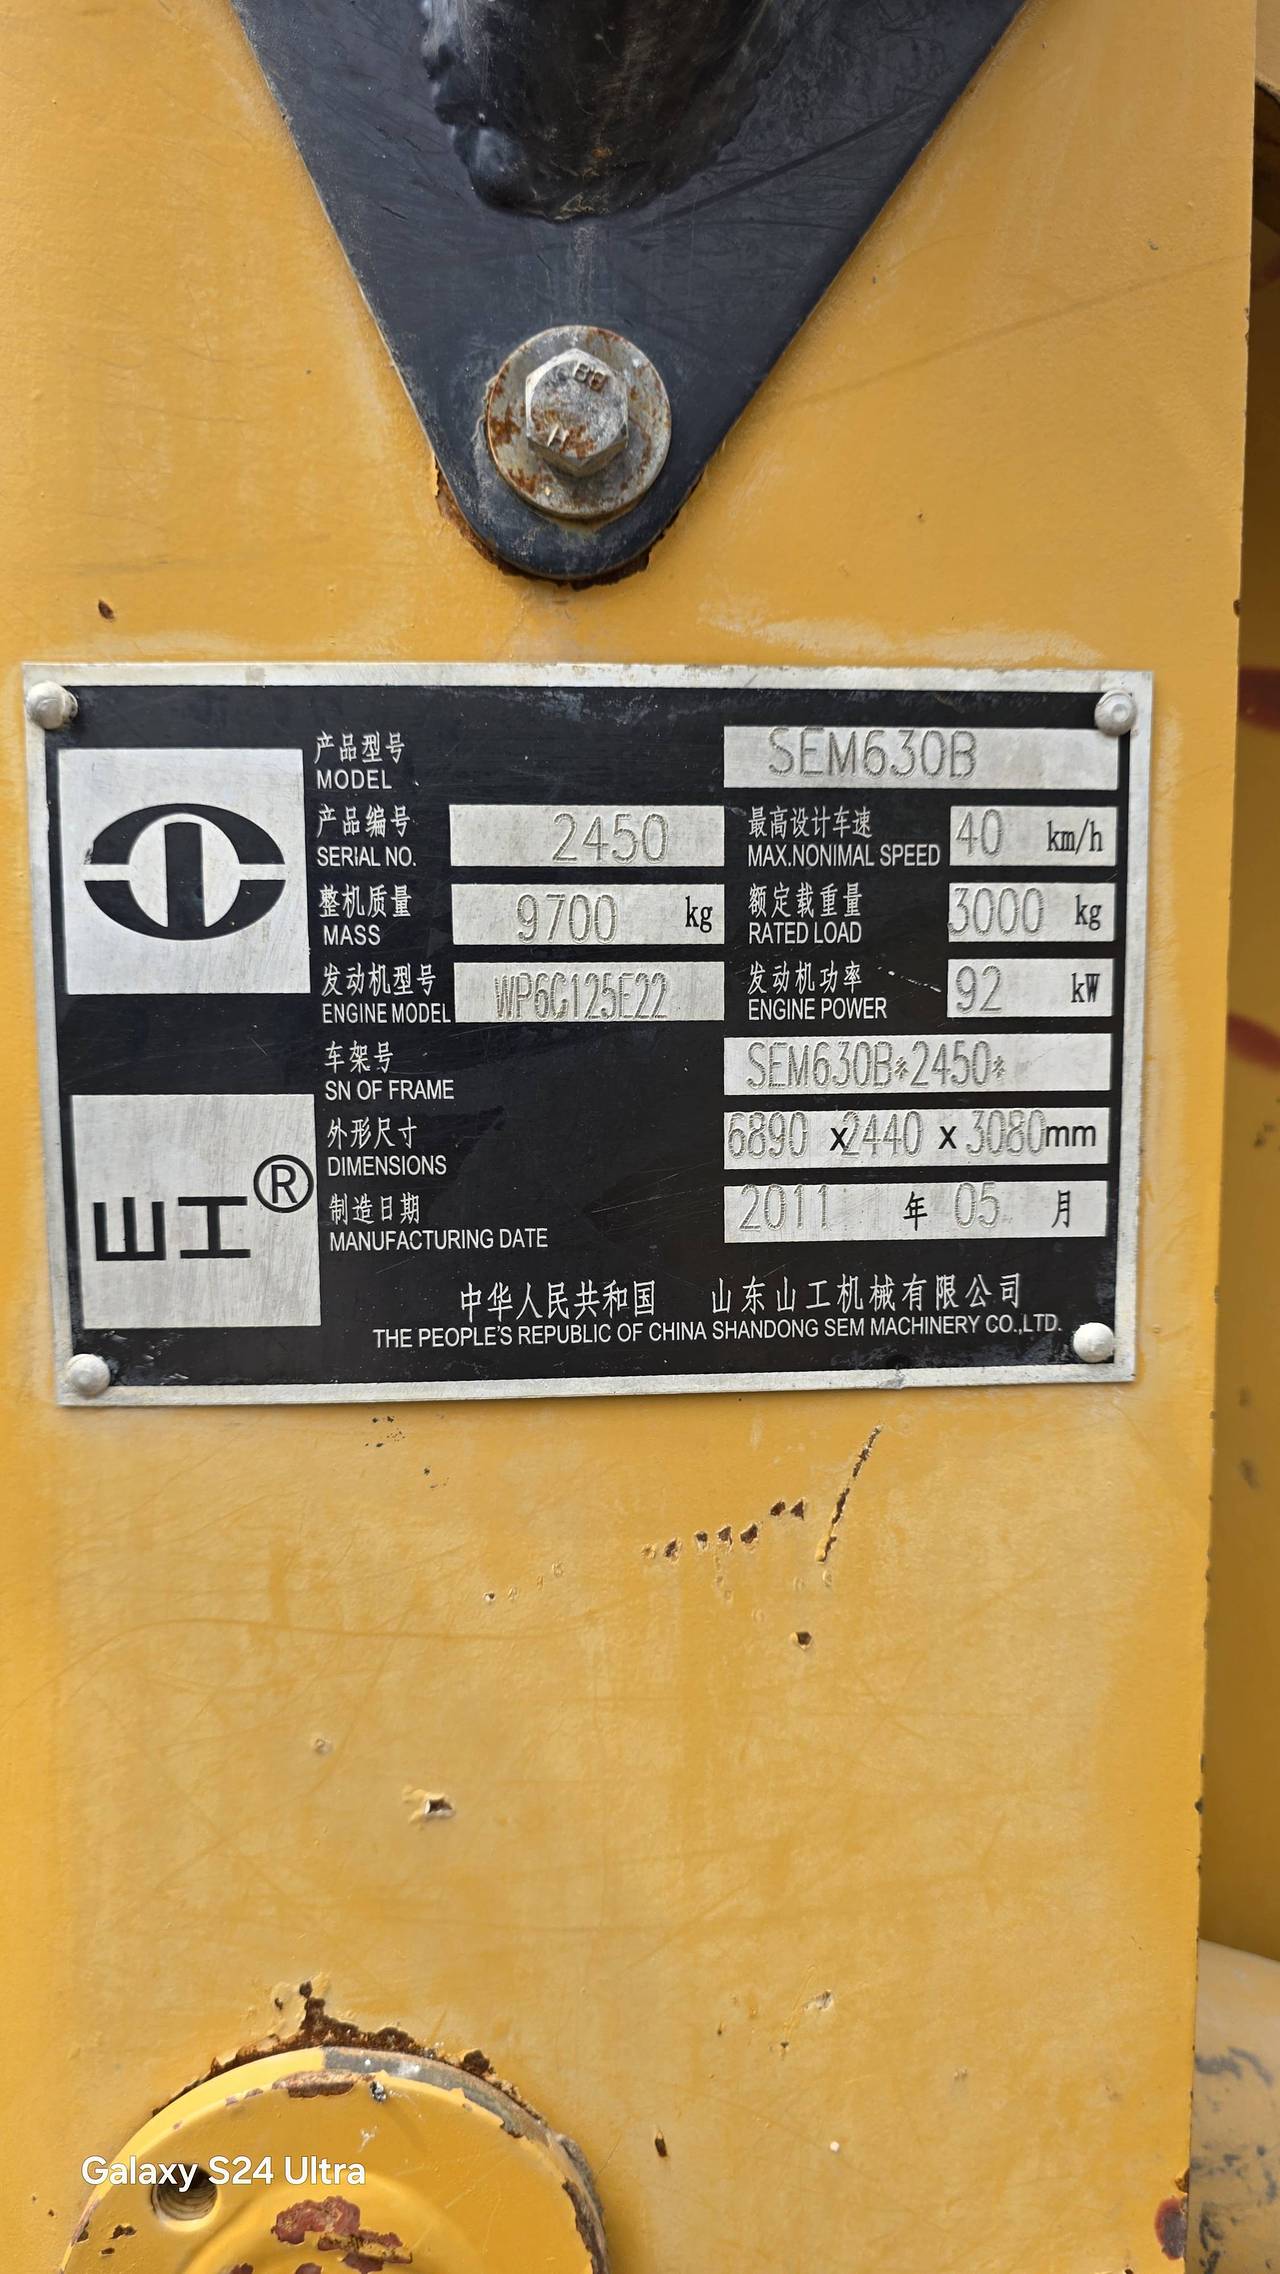 88
产品型号 SEM630B
MODEL
产品编号 2450 最高设计车速 40 km/h
SERIAL NO. MAX.NONIMAL SPEED
整机质量 9700 kg 额定载重量 3000 kg
MASS RATED LOAD
发动机型号 WP6G125E22 发动机功率 92 kW
ENGINE MODEL ENGINE POWER
车架号 SEM630B*2450*
SN OF FRAME
外形尺寸 6890 x2440 x 3080mm
DIMENSIONS
山工®
制造日期 2011 年 05 月
MANUFACTURING DATE
中华人民共和国 山东山工机械有限公司
THE PEOPLE'S REPUBLIC OF CHINA SHANDONG SEM MACHINERY CO.,LTD.
Galaxy S24 Ultra